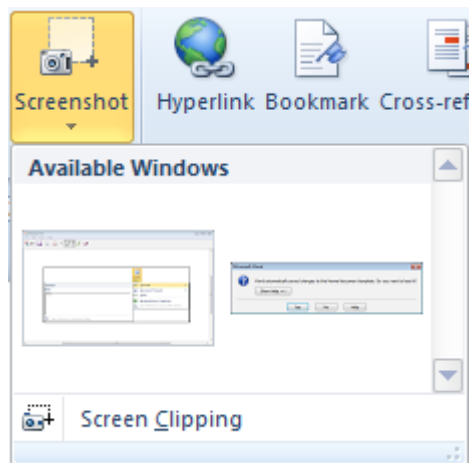 Screenshot
Hyperlink
Bookmark
Cross-ref
Available Windows
Screen Clipping